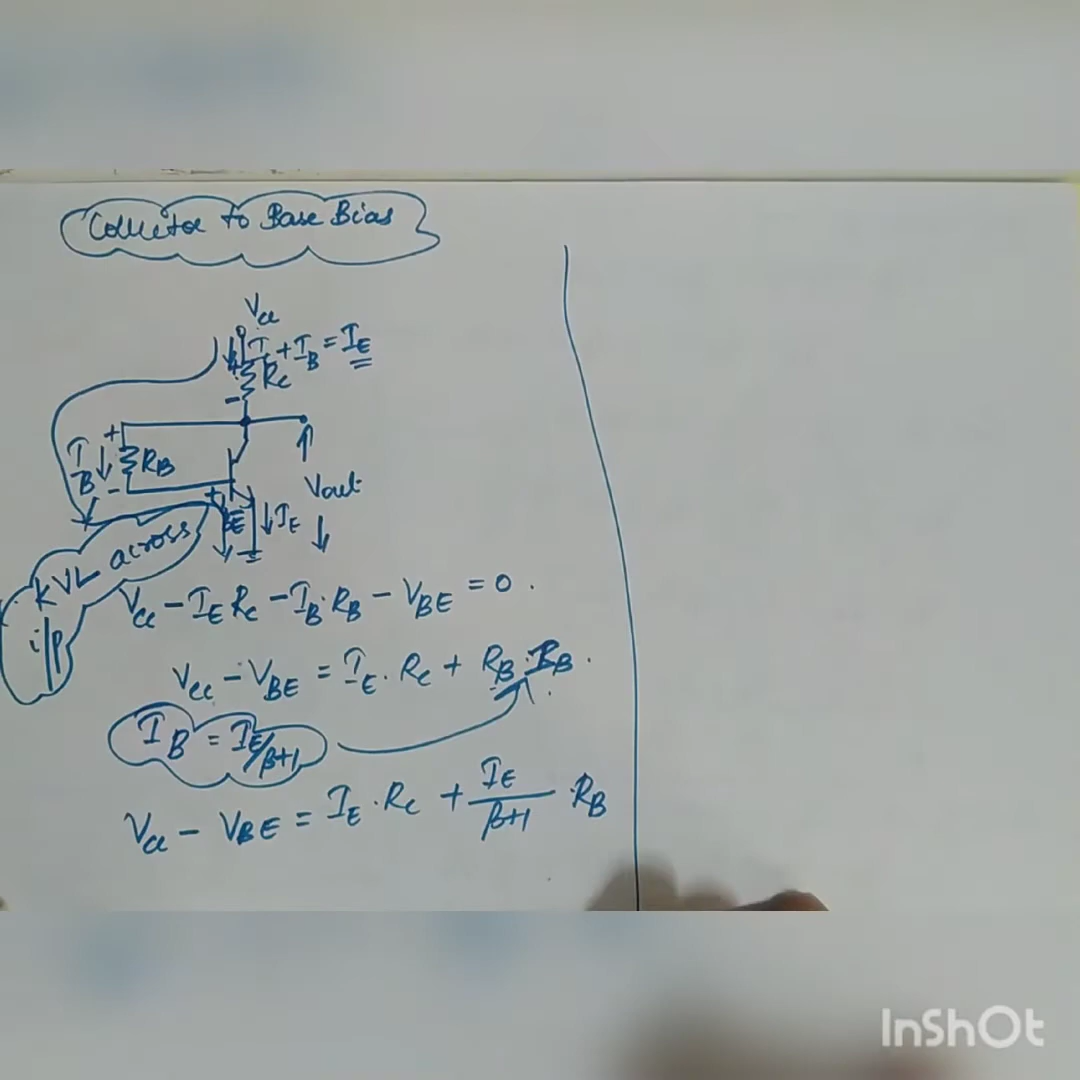 Collector to Base Bias
Vcc
Ic + IB = IE
Rc
+
-
IB
RB
-
+
BE
IE
Vout
KVL across
i/p
Vcc - IE Rc - IB·RB - VBE = 0.
Vcc - VBE = IE·Rc + RB·IB.
IB = IE/β+1
Vcc - VBE = IE·Rc + IE/β+1 ·RB
InShOt